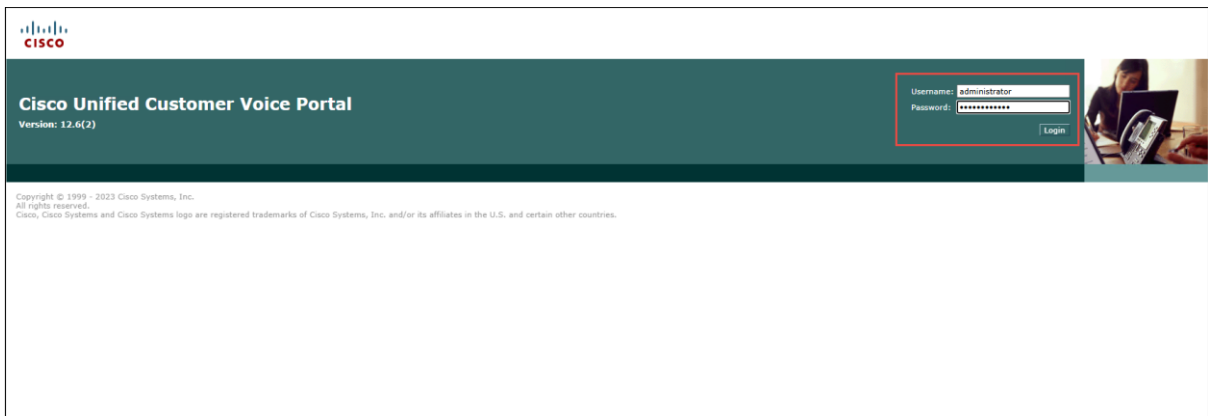 CISCO
Cisco Unified Customer Voice Portal
Version: 12.6(2)
Username: administrator
Password: ••••••••••••
Login
Copyright © 1999 - 2023 Cisco Systems, Inc.
All rights reserved.
Cisco, Cisco Systems and Cisco Systems logo are registered trademarks of Cisco Systems, Inc. and/or its affiliates in the U.S. and certain other countries.